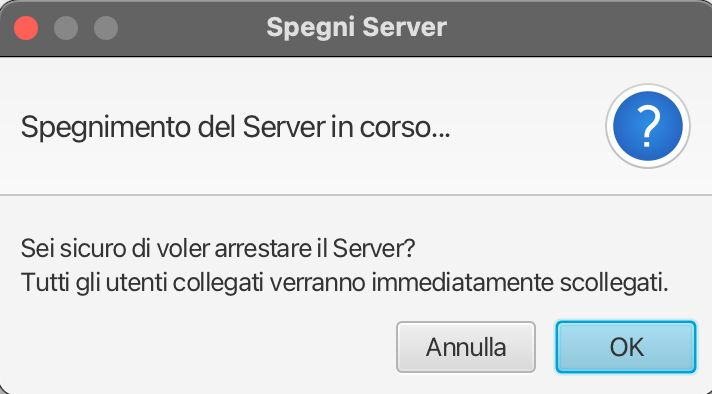 Spegni Server
Spegnimento del Server in corso...
?
Sei sicuro di voler arrestare il Server?
Tutti gli utenti collegati verranno immediatamente scollegati.
Annulla
OK